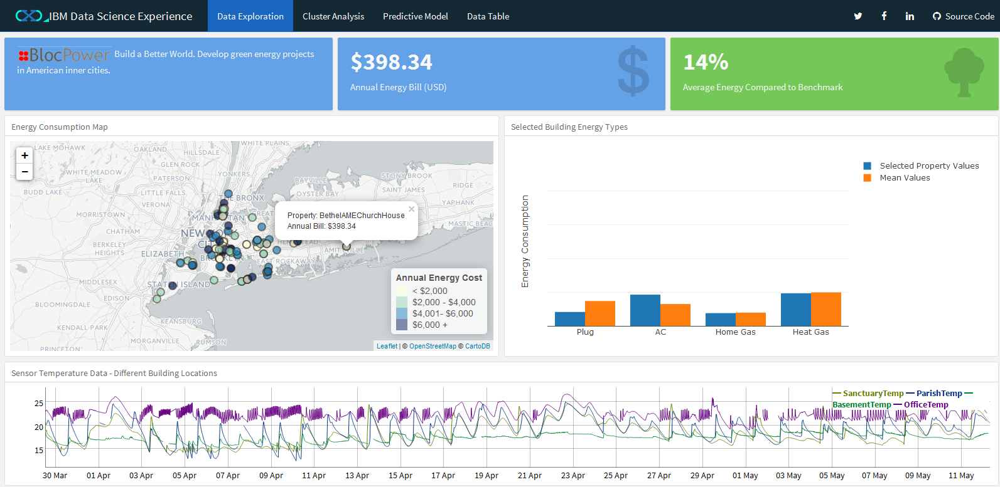 IBM Data Science Experience
Data Exploration
Cluster Analysis
Predictive Model
Data Table
Source Code
BlocPower Build a Better World. Develop green energy projects
in American inner cities.
$398.34
Annual Energy Bill (USD)
$
14%
Average Energy Compared to Benchmark
Energy Consumption Map
+
−
LAKE MOHAWK
OAKLAND
HILLSDALE
WHITE PLAINS
GLEN ROCK
WHITE MEADOW
LAKE
PATERSON
YONKERS
BUDD LAKE
LITTLE FALLS
VERONA
THE BRONX
BAYVILLE
OYSTER BAY
STONY BROOK
SAINT JAMES
RIDGE
YAPHANK
MORRISTOWN
MANHATTAN
GREAT
MASTIC BEAC
CHATHAM
NEW YORK
CITY
BERKELEY
HEIGHTS
ELIZABETH
BROOKLYN
EAST ROCKAWAY
HEMPSTEAD
AMITYVILLE
MIDDLESEX
STATEN ISLAND
EDISON
BLOOMINGDALE
KEANSBURG
KENDALL PARK
MORGANVILLE
RUMSON
PRINCETON
Property: BethelAMEChurchHouse
Annual Bill: $398.34
×
Annual Energy Cost
< $2,000
$2,000 - $4,000
$4,001- $6,000
$6,000 +
Leaflet | © OpenStreetMap © CartoDB
Selected Building Energy Types
Selected Property Values
Mean Values
Energy Consumption
Plug
AC
Home Gas
Heat Gas
Sensor Temperature Data - Different Building Locations
SanctuaryTemp ParishTemp
BasementTemp OfficeTemp
25
20
15
30 Mar
01 Apr
03 Apr
05 Apr
07 Apr
09 Apr
11 Apr
13 Apr
15 Apr
17 Apr
19 Apr
21 Apr
23 Apr
25 Apr
27 Apr
29 Apr
01 May
03 May
05 May
07 May
09 May
11 May